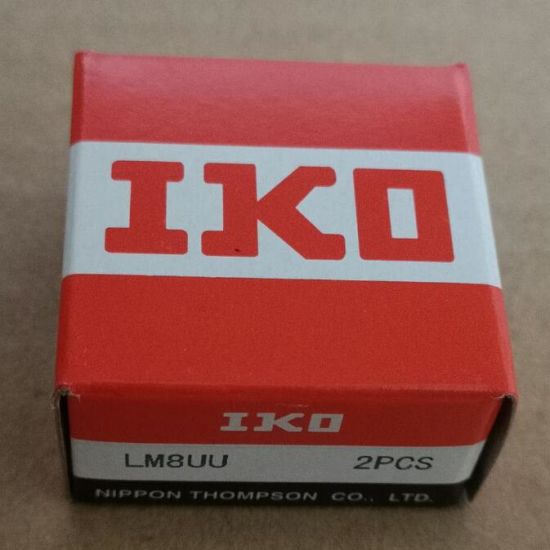 IKO
IKO
LM8UU 2PCS
NIPPON THOMPSON CO., LTD.